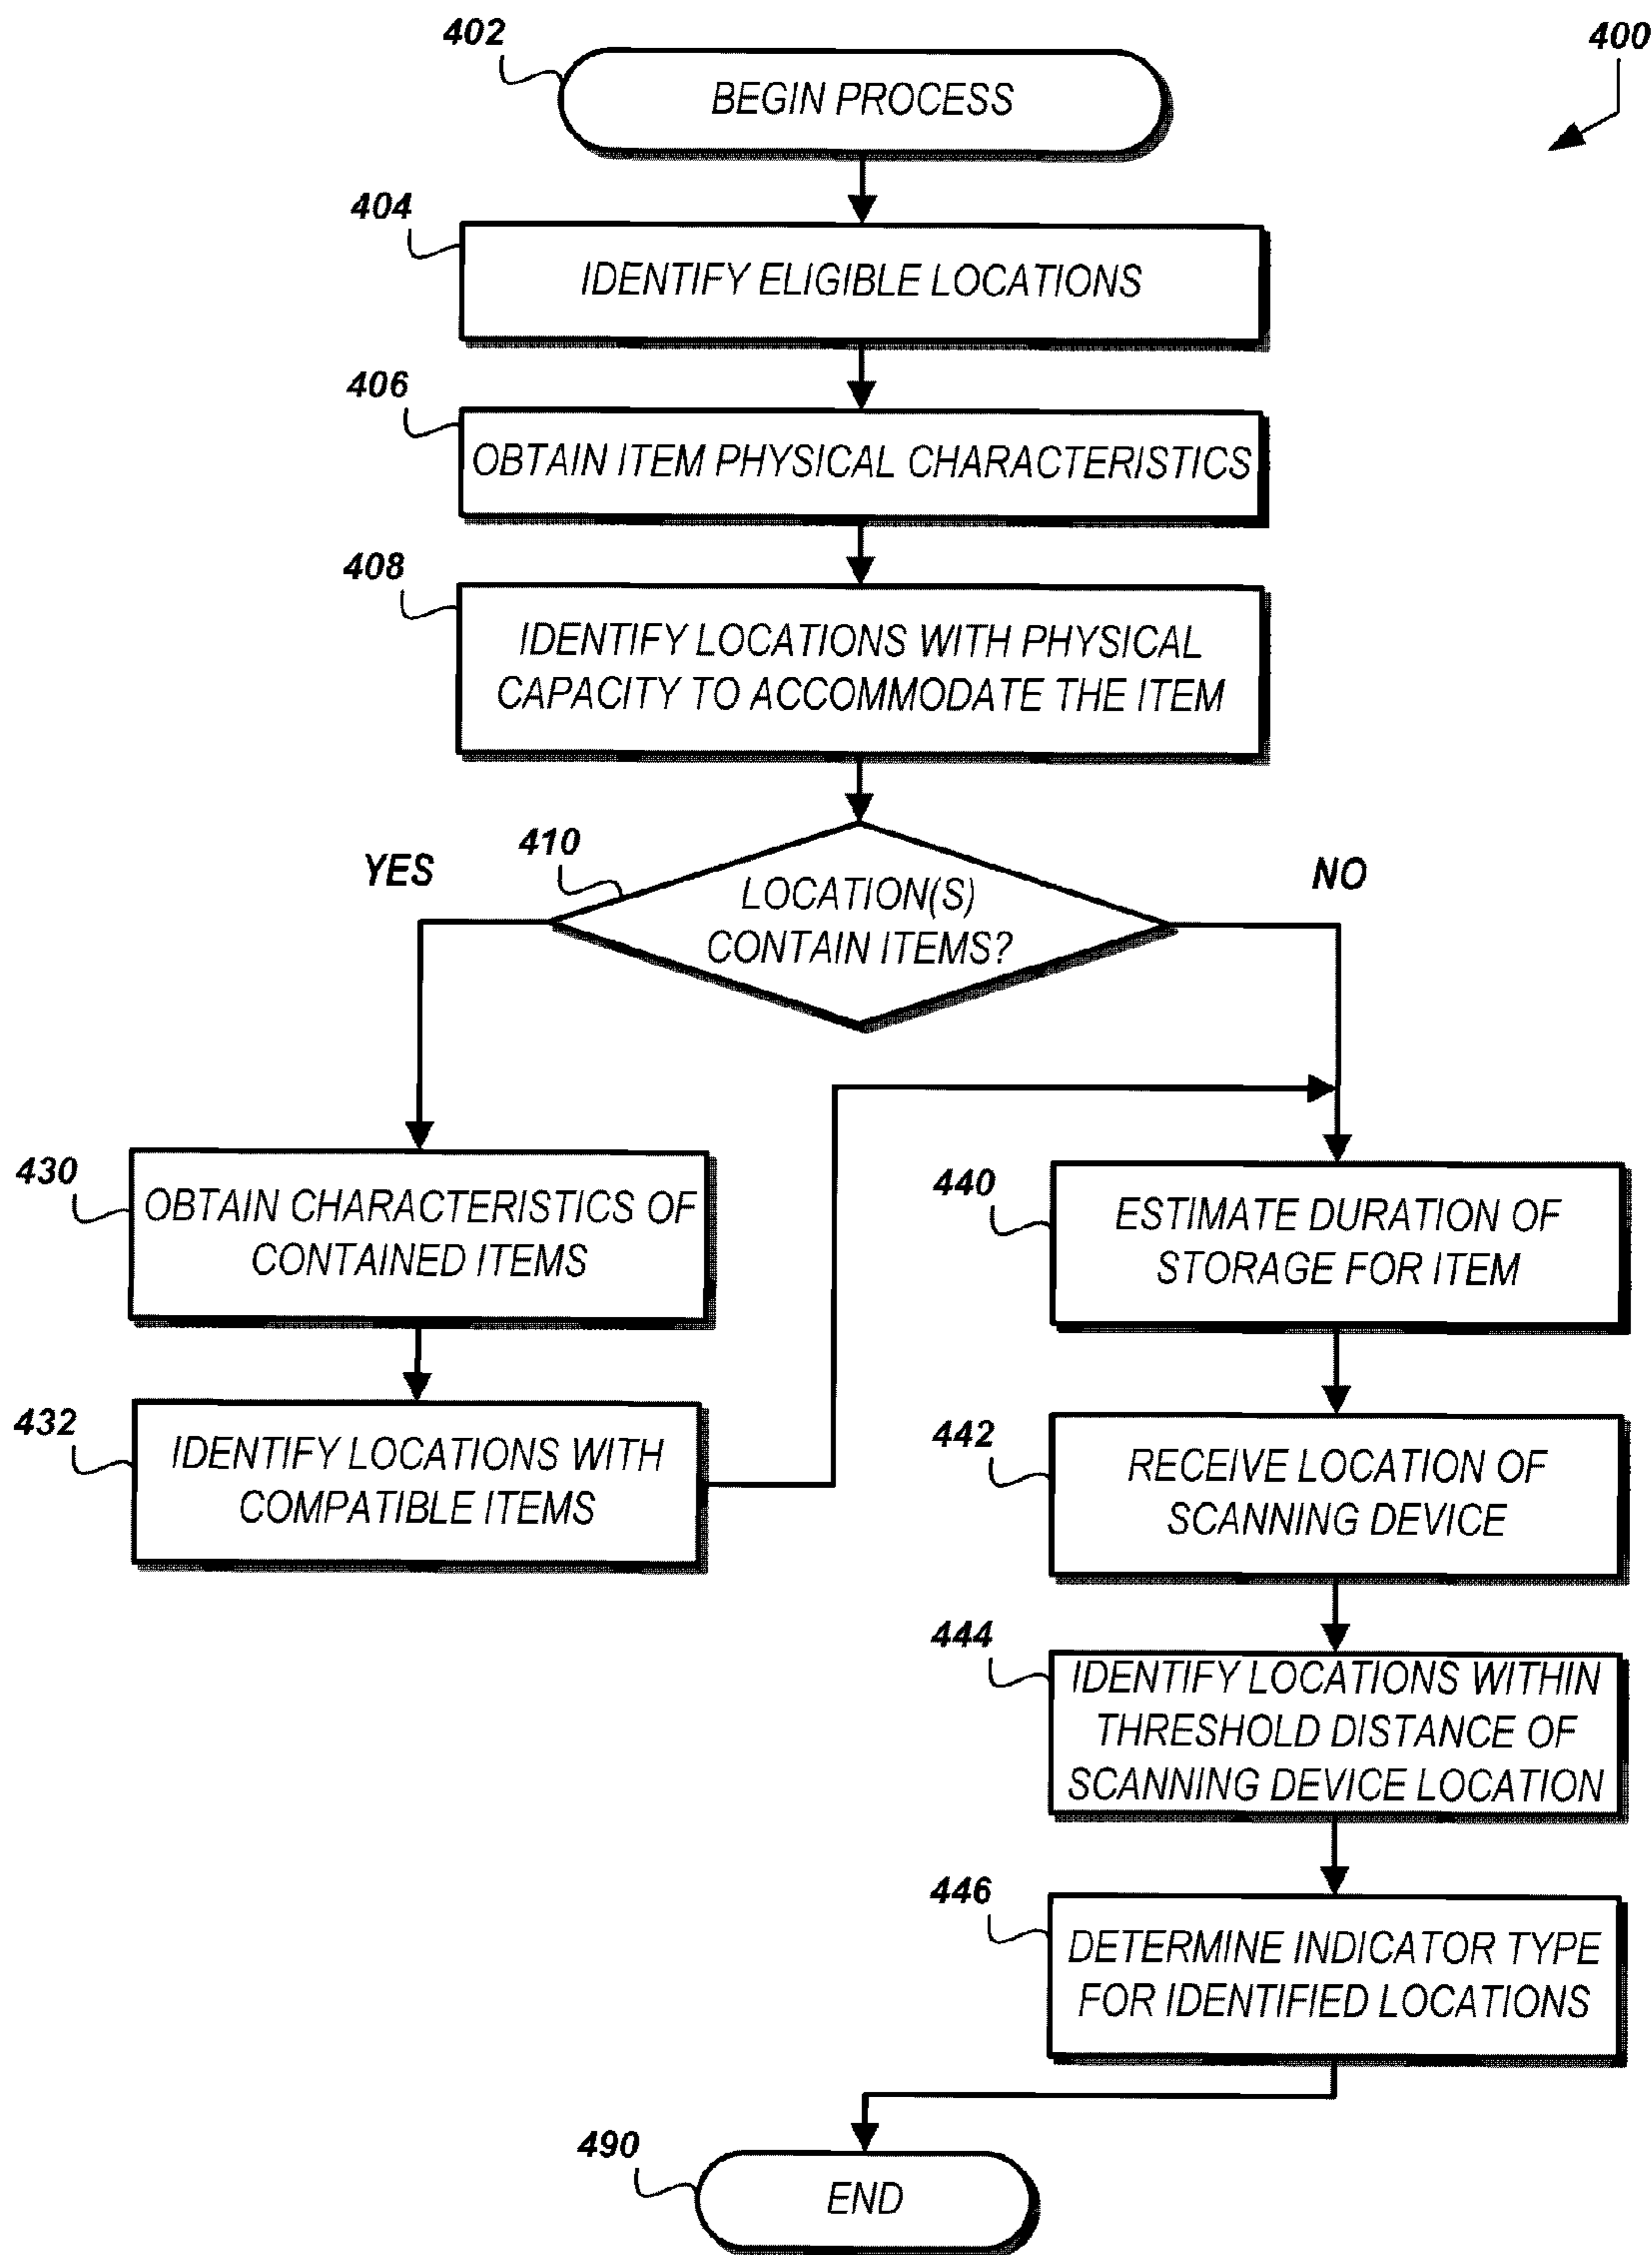 402
400
BEGIN PROCESS
404
IDENTIFY ELIGIBLE LOCATIONS
406
OBTAIN ITEM PHYSICAL CHARACTERISTICS
408
IDENTIFY LOCATIONS WITH PHYSICAL
CAPACITY TO ACCOMMODATE THE ITEM
410
YES
NO
LOCATION(S)
CONTAIN ITEMS?
430
OBTAIN CHARACTERISTICS OF
CONTAINED ITEMS
432
IDENTIFY LOCATIONS WITH
COMPATIBLE ITEMS
440
ESTIMATE DURATION OF
STORAGE FOR ITEM
442
RECEIVE LOCATION OF
SCANNING DEVICE
444
IDENTIFY LOCATIONS WITHIN
THRESHOLD DISTANCE OF
SCANNING DEVICE LOCATION
446
DETERMINE INDICATOR TYPE
FOR IDENTIFIED LOCATIONS
490
END